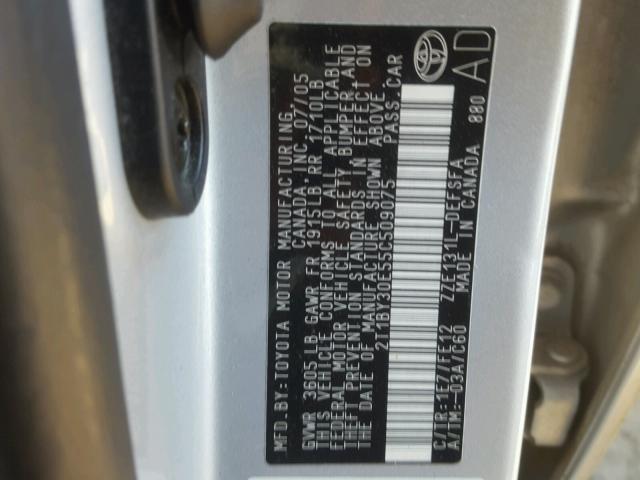 MFD. BY: TOYOTA MOTOR MANUFACTURING
CANADA, INC. 07/05
GVWR 3605LB GAWR FR 1915LB RR 1710LB
THIS VEHICLE CONFORMS TO ALL APPLICABLE
FEDERAL MOTOR VEHICLE SAFETY BUMPER, AND
THEFT PREVENTION STANDARDS IN EFFECT ON
THE DATE OF MANUFACTURE SHOWN ABOVE.
2T1BY30E55C509075 PASS. CAR
C/TR: 1E7/FE12 ZZE131L-DEFSFA
A/TM: -03A/C60 MADE IN CANADA 880
AD